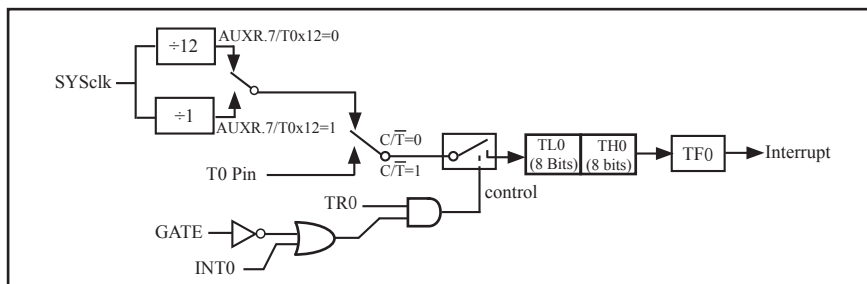 ÷12
AUXR.7/T0x12=0
SYSclk
÷1
AUXR.7/T0x12=1
C/T̅=0
C/T̅=1
T0 Pin
TL0
(8 Bits)
TH0
(8 bits)
TF0
Interrupt
control
TR0
GATE
INT0